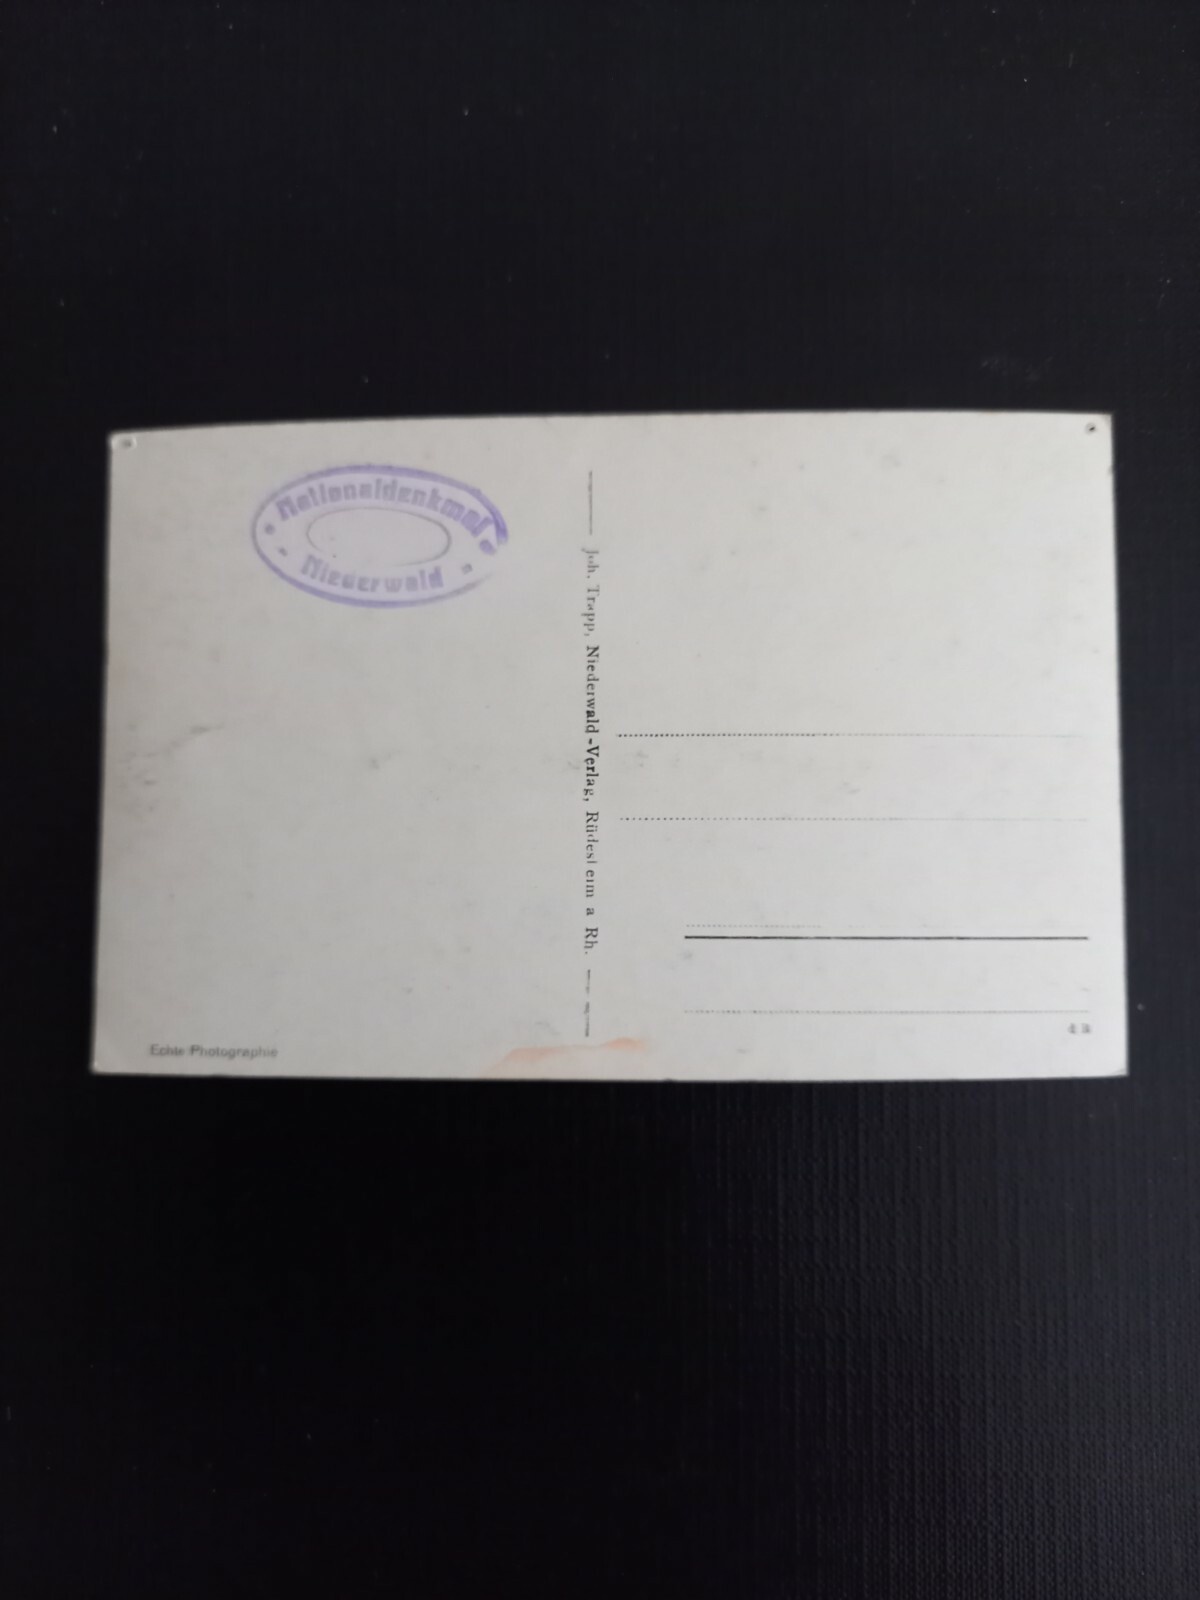 Nationaldenkmal
Niederwald
Joh. Trapp, Niederwald-Verlag, Rüdesheim a Rh.
Echte Photographie